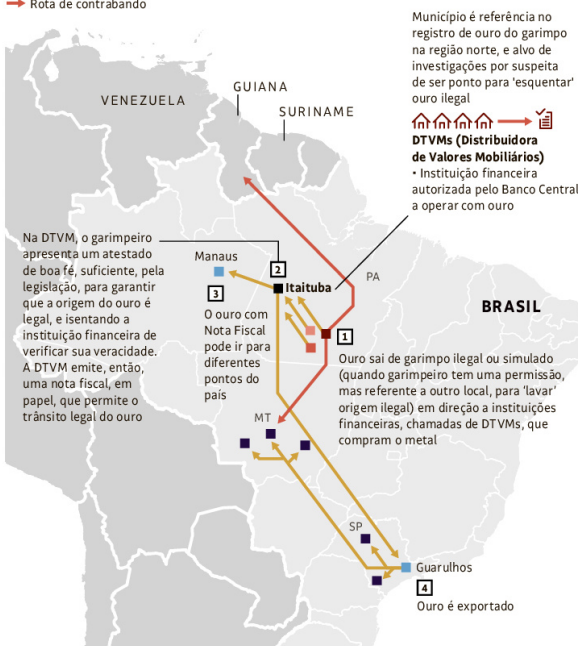 Rota de contrabando
Município é referência no
registro de ouro do garimpo
na região norte, e alvo de
investigações por suspeita
de ser ponto para 'esquentar'
ouro ilegal
DTVMs (Distribuidora
de Valores Mobiliários)
• Instituição financeira
autorizada pelo Banco Central
a operar com ouro
VENEZUELA
GUIANA
SURINAME
Na DTVM, o garimpeiro
apresenta um atestado
de boa fé, suficiente, pela
legislação, para garantir
que a origem do ouro é
legal, e isentando a
instituição financeira de
verificar sua veracidade.
A DTVM emite, então,
uma nota fiscal, em
papel, que permite o
trânsito legal do ouro
Manaus
2
Itaituba
PA
BRASIL
3
O ouro com
Nota Fiscal
pode ir para
diferentes
pontos do
país
1
Ouro sai de garimpo ilegal ou simulado
(quando garimpeiro tem uma permissão,
mas referente a outro local, para 'lavar'
origem ilegal) em direção a instituições
financeiras, chamadas de DTVMs, que
compram o metal
MT
SP
Guarulhos
4
Ouro é exportado